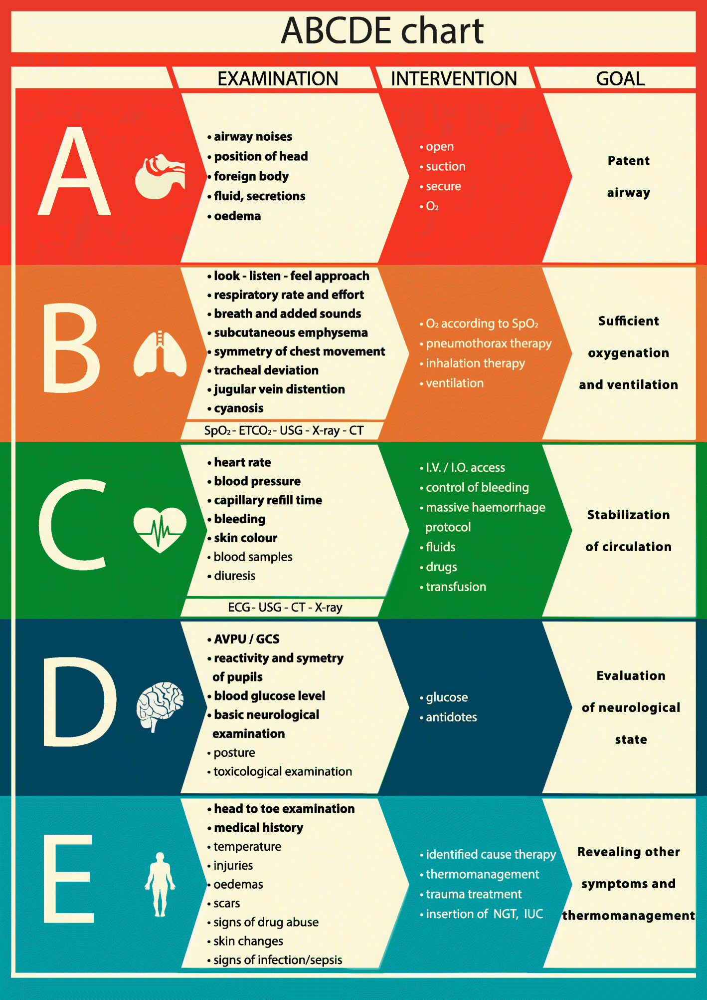 ABCDE chart
EXAMINATION
INTERVENTION
GOAL
A
• airway noises
• position of head
• foreign body
• fluid, secretions
• oedema
• open
• suction
• secure
• O₂
Patent
airway
B
• look - listen - feel approach
• respiratory rate and effort
• breath and added sounds
• subcutaneous emphysema
• symmetry of chest movement
• tracheal deviation
• jugular vein distention
• cyanosis
SpO₂ - ETCO₂ - USG - X-ray - CT
• O₂ according to SpO₂
• pneumothorax therapy
• inhalation therapy
• ventilation
Sufficient
oxygenation
and ventilation
C
• heart rate
• blood pressure
• capillary refill time
• bleeding
• skin colour
• blood samples
• diuresis
ECG - USG - CT - X-ray
• I.V. / I.O. access
• control of bleeding
• massive haemorrhage
protocol
• fluids
• drugs
• transfusion
Stabilization
of circulation
D
• AVPU / GCS
• reactivity and symetry
of pupils
• blood glucose level
• basic neurological
examination
• posture
• toxicological examination
• glucose
• antidotes
Evaluation
of neurological
state
E
• head to toe examination
• medical history
• temperature
• injuries
• oedemas
• scars
• signs of drug abuse
• skin changes
• signs of infection/sepsis
• identified cause therapy
• thermomanagement
• trauma treatment
• insertion of NGT, IUC
Revealing other
symptoms and
thermomanagement